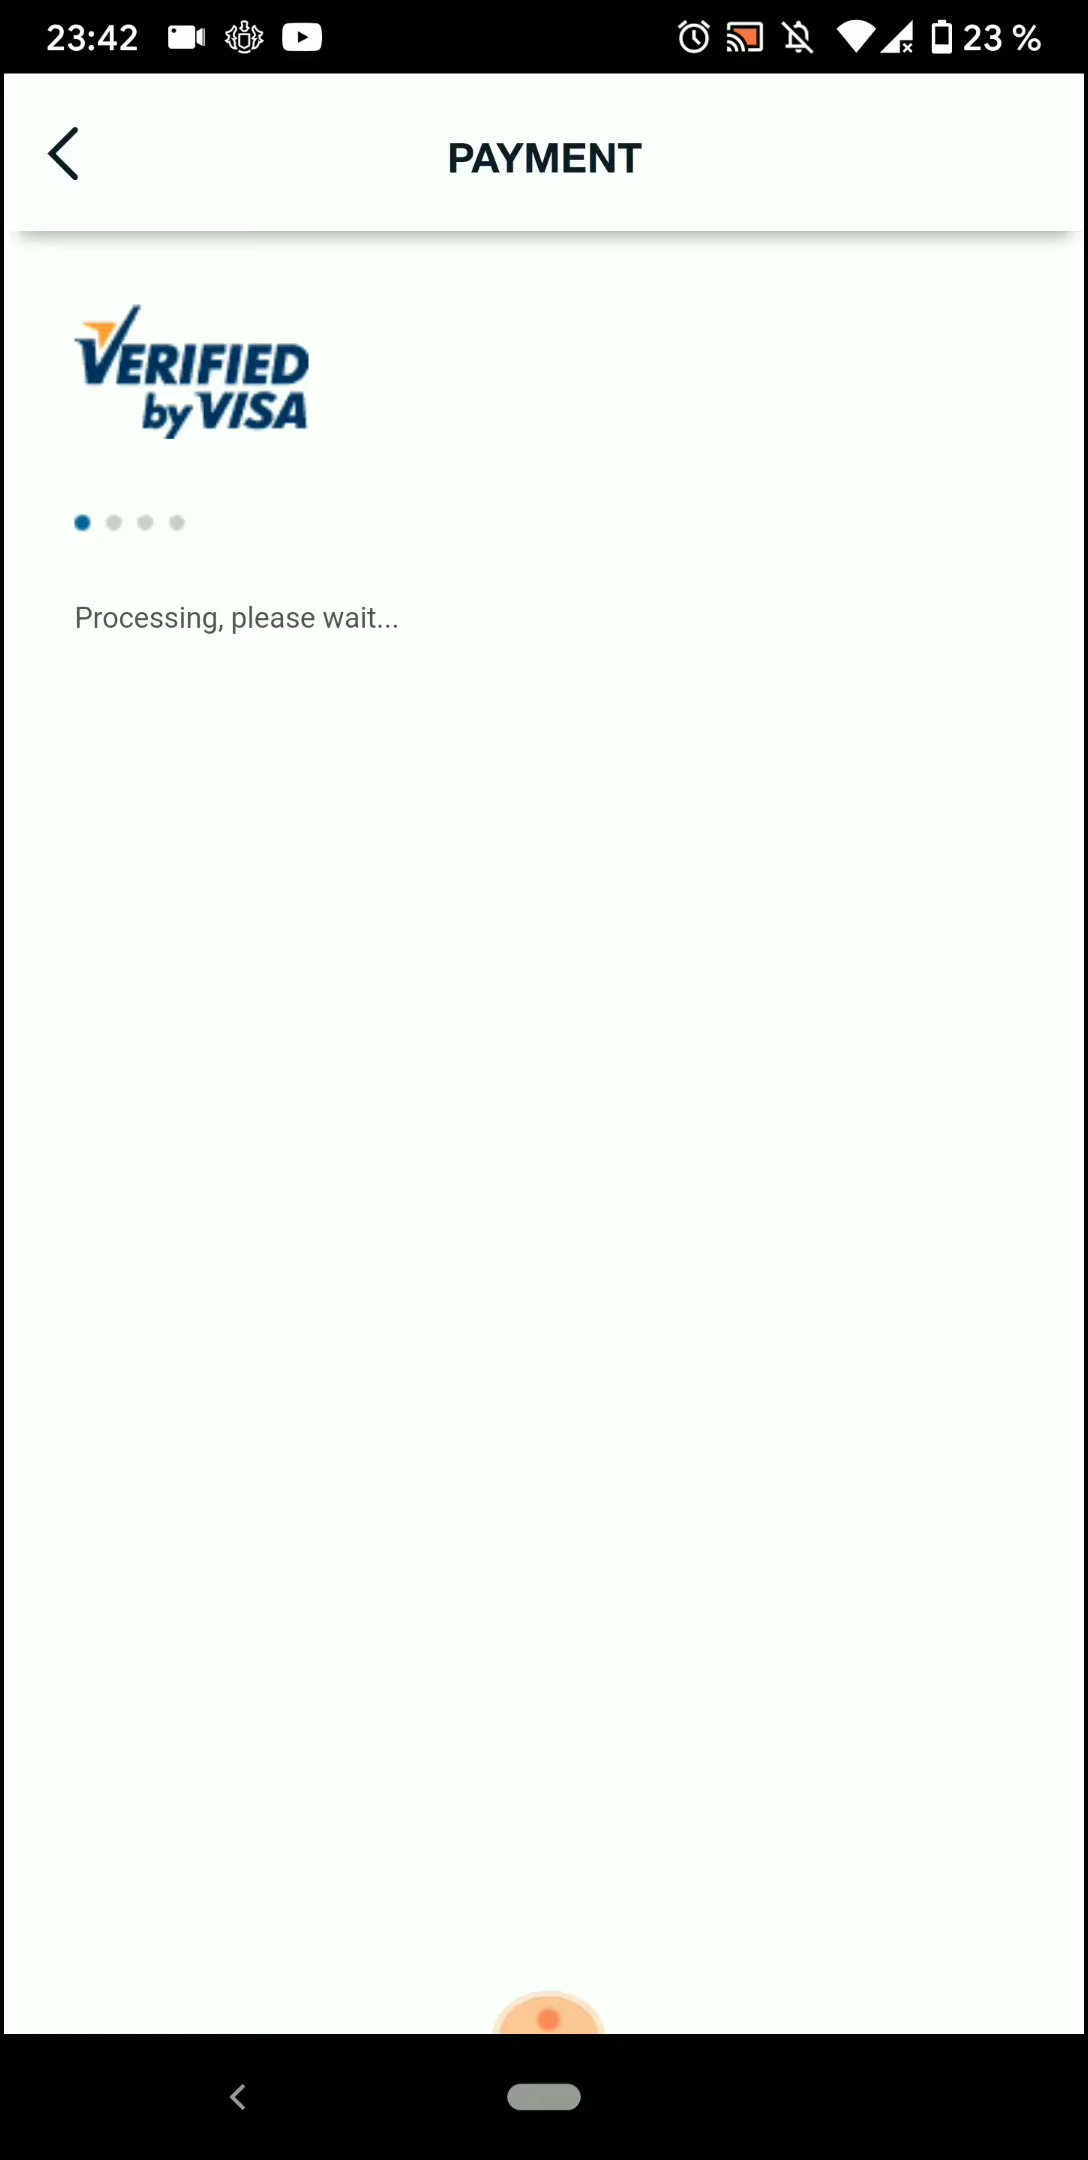 23:42
23 %
PAYMENT
VERIFIED
by VISA
Processing, please wait...